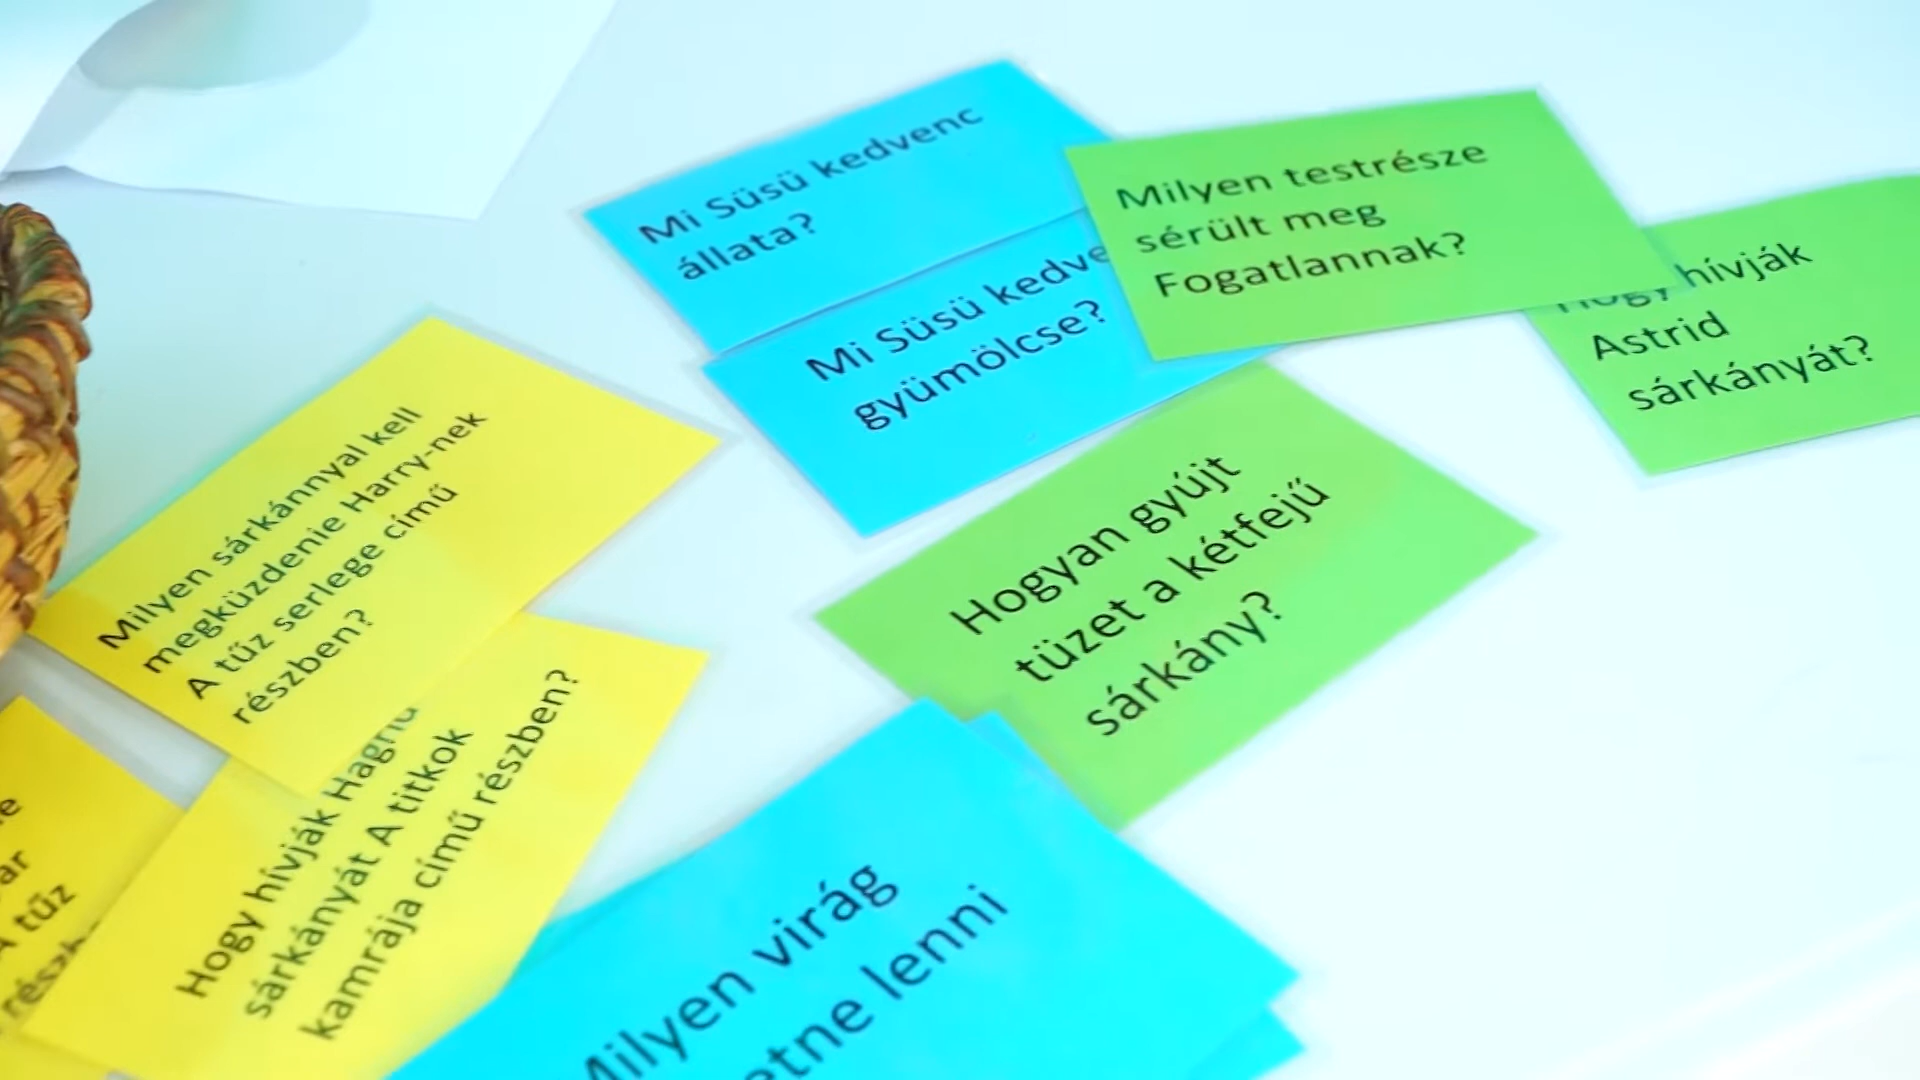 Mi Süsü kedvenc
állata?
Mi Süsü
gyümölcse?
Milyen testrésze
sérült meg
Fogatlannak?
Hogy hívják
Astrid
sárkányát?
Milyen sárkánnyal kell
megküzdenie Harry-nek
A tűz serlege című
részben?
Hogyan gyújt
tüzet a kétfejű
sárkány?
Hogy hívják
sárkányát A titkok
kamrája című részben?
A tűz
Milyen virág
lenni